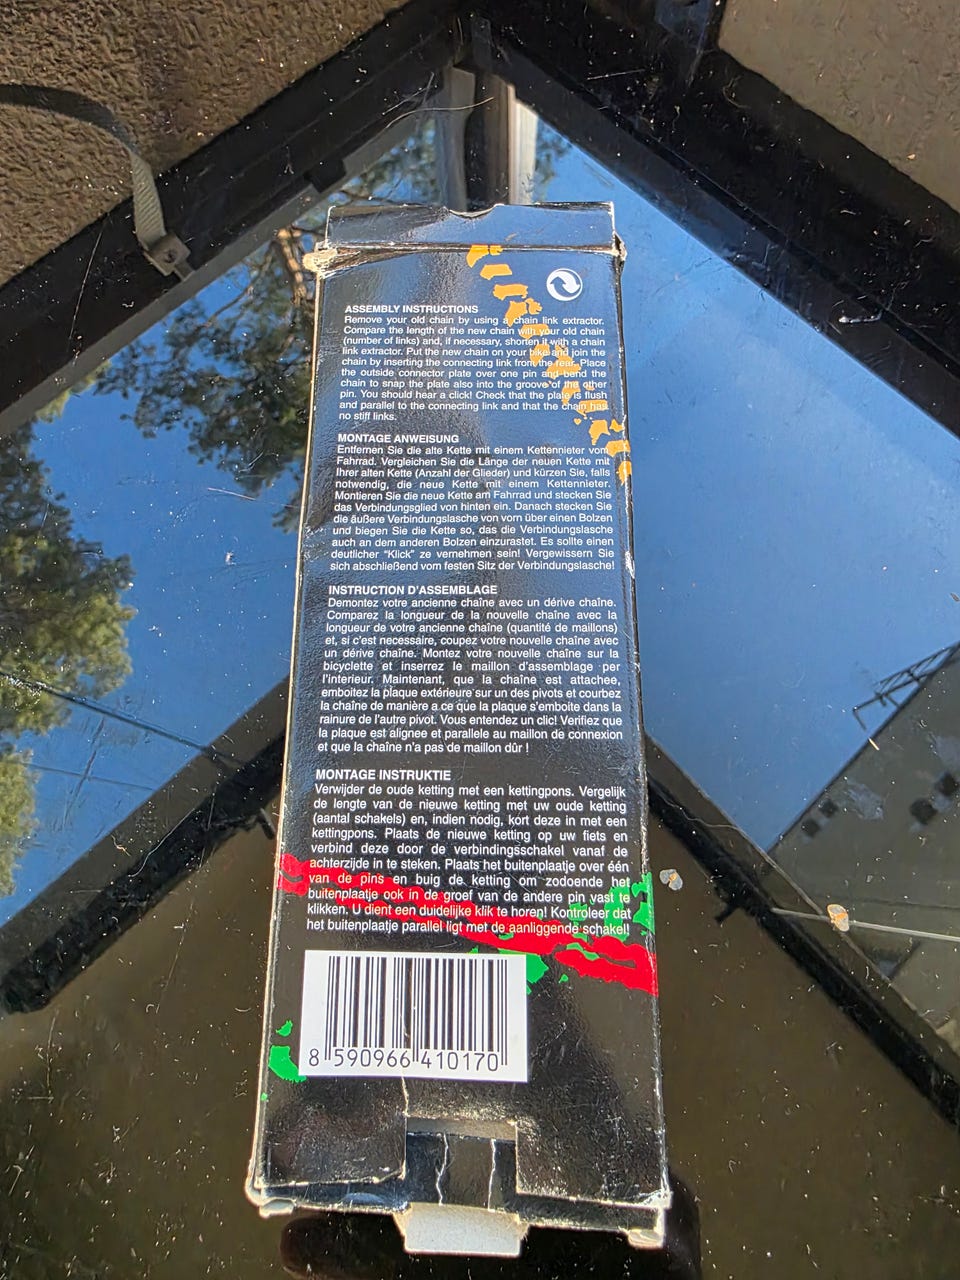 ASSEMBLY INSTRUCTIONS
Remove your old chain by using a chain link extractor.
Compare the length of the new chain with your old chain
(number of links) and, if necessary, shorten it with a chain
link extractor. Put the new chain on your bike and join the
chain by inserting the connecting link from the rear. Place
the outside connector plate over one pin and bend the
chain to snap the plate also into the groove of the other
pin. You should hear a click! Check that the plate is flush
and parallel to the connecting link and that the chain has
no stiff links.
MONTAGE ANWEISUNG
Entfernen Sie die alte Kette mit einem Kettennieter vom
Fahrrad. Vergleichen Sie die Länge der neuen Kette mit
Ihrer alten Kette (Anzahl der Glieder) und kürzen Sie, falls
notwendig, die neue Kette mit einem Kettennieter.
Montieren Sie die neue Kette am Fahrrad und stecken Sie
das Verbindungsglied von hinten ein. Danach stecken Sie
die äußere Verbindungslasche von vorn über einen Bolzen
und biegen Sie die Kette so, das die Verbindungslasche
auch an dem anderen Bolzen einzurastet. Es sollte einen
deutlicher "Klick" ze vernehmen sein! Vergewissern Sie
sich abschließend vom festen Sitz der Verbindungslasche!
INSTRUCTION D'ASSEMBLAGE
Demontez votre ancienne chaîne avec un dérive chaîne.
Comparez la longueur de la nouvelle chaîne avec la
longueur de votre ancienne chaîne (quantité de maillons)
et, si c'est necessaire, coupez votre nouvelle chaîne avec
un dérive chaîne. Montez votre nouvelle chaîne sur la
bicyclette et inserrez le maillon d'assemblage per
l'interieur. Maintenant, que la chaîne est attachee,
emboitez la plaque extérieure sur un des pivots et courbez
la chaîne de manière a ce que la plaque s'emboite dans la
rainure de l'autre pivot. Vous entendez un clic! Verifiez que
la plaque est alignee et parallele au maillon de connexion
et que la chaîne n'a pas de maillon dûr !
MONTAGE INSTRUKTIE
Verwijder de oude ketting met een kettingpons. Vergelijk
de lengte van de nieuwe ketting met uw oude ketting
(aantal schakels) en, indien nodig, kort deze in met een
kettingpons. Plaats de nieuwe ketting op uw fiets en
verbind deze door de verbindingsschakel vanaf de
achterzijde in te steken. Plaats het buitenplaatje over één
van de pins en buig de ketting om zodoende het
buitenplaatje ook in de groef van de andere pin vast te
klikken. U dient een duidelijke klik te horen! Kontroleer dat
het buitenplaatje parallel ligt met de aanliggende schakel!
8 590966 410170